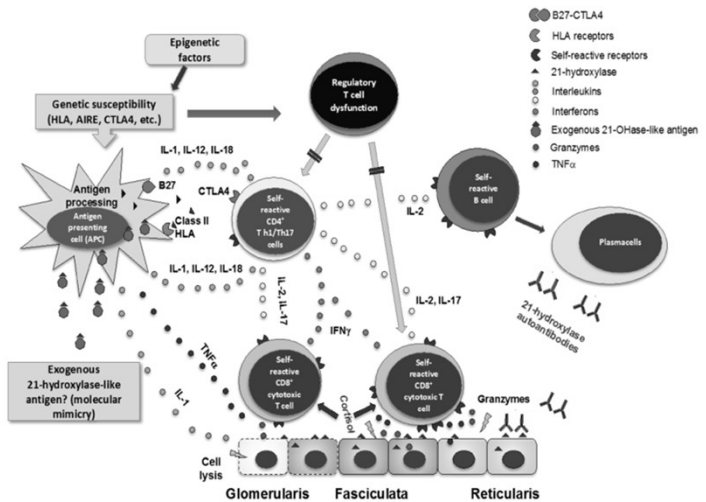 Epigenetic
factors
Genetic susceptibility
(HLA, AIRE, CTLA4, etc.)
Regulatory
T cell
dysfunction
B27-CTLA4
HLA receptors
Self-reactive receptors
21-hydroxylase
Interleukins
Interferons
Exogenous 21-OHase-like antigen
Granzymes
TNFα
IL-1, IL-12, IL-18
B27
CTLA4
Antigen
processing
Antigen
presenting
cell (APC)
Class II
HLA
Self-
reactive
CD4+
T h1/Th17
cells
IL-2
Self-
reactive
B cell
Plasmacells
21-hydroxylase
autoantibodies
IL-1, IL-12, IL-18
IL-2, IL-17
IFNγ
IL-2, IL-17
TNFα
IL-1
Exogenous
21-hydroxylase-like
antigen? (molecular
mimicry)
Self-
reactive
CD8+
cytotoxic
T cell
Cortisol
Self-
reactive
CD8+
cytotoxic T
cell
Granzymes
Cell
lysis
Glomerularis
Fasciculata
Reticularis